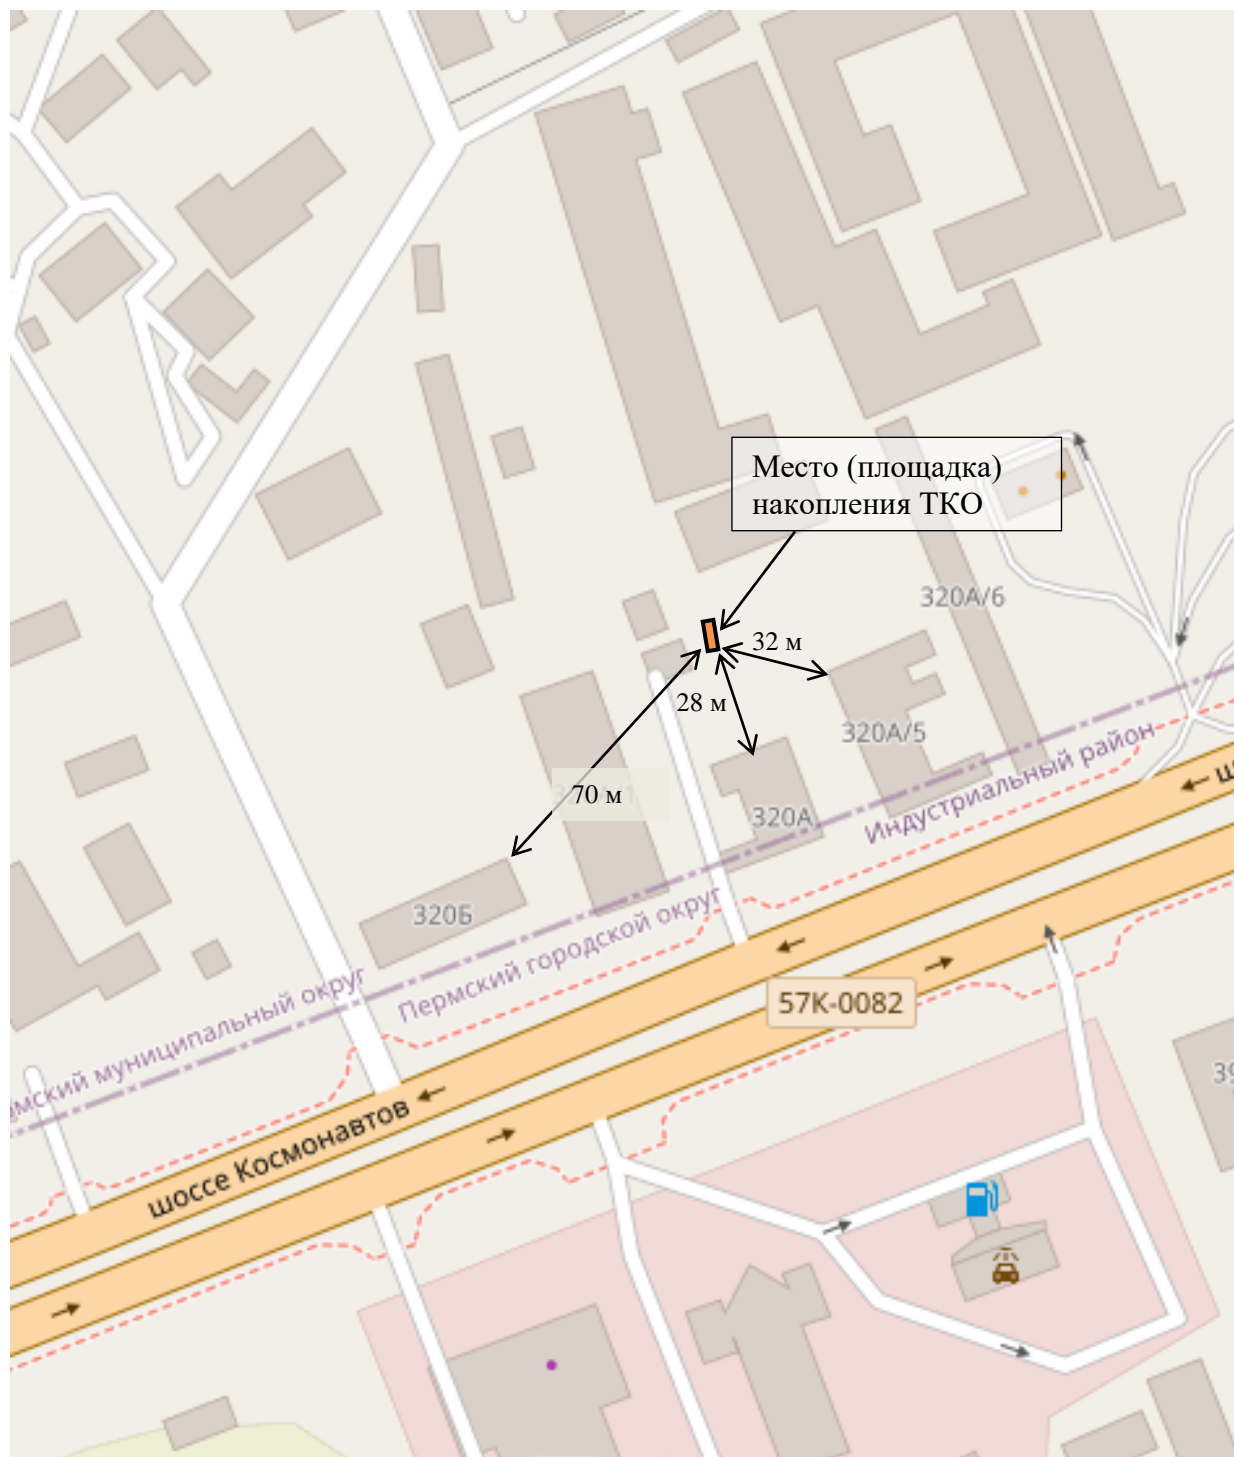 Место (площадка)
накопления ТКО
320А/6
32 м
28 м
320А/5
Индустриальный район
70 м
320А
320Б
Пермский городской округ
57К-0082
мский муниципальный округ
шоссе Космонавтов